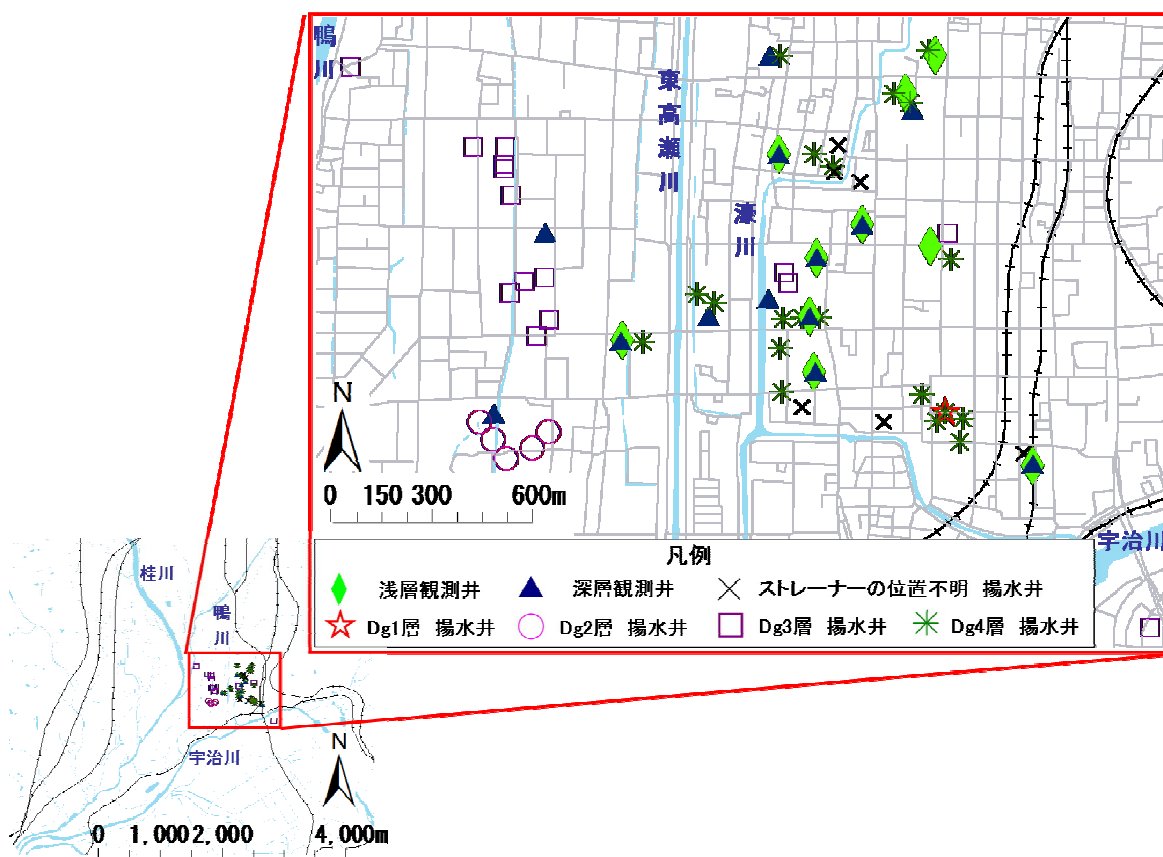 鴨川
東高瀬川
濠川
N
0 150 300 600m
宇治川
凡例
浅層観測井 深層観測井 ストレーナーの位置不明 揚水井
Dg1層 揚水井 Dg2層 揚水井 Dg3層 揚水井 Dg4層 揚水井
桂川
鴨川
宇治川
N
0 1,000 2,000 4,000m